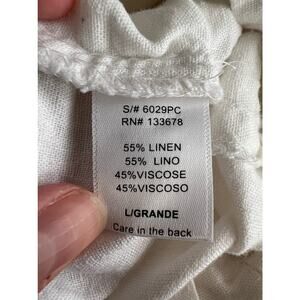 S/# 6029PC
RN# 133678
55% LINEN
55% LINO
45%VISCOSE
45%VISCOSO
L/GRANDE
Care in the back